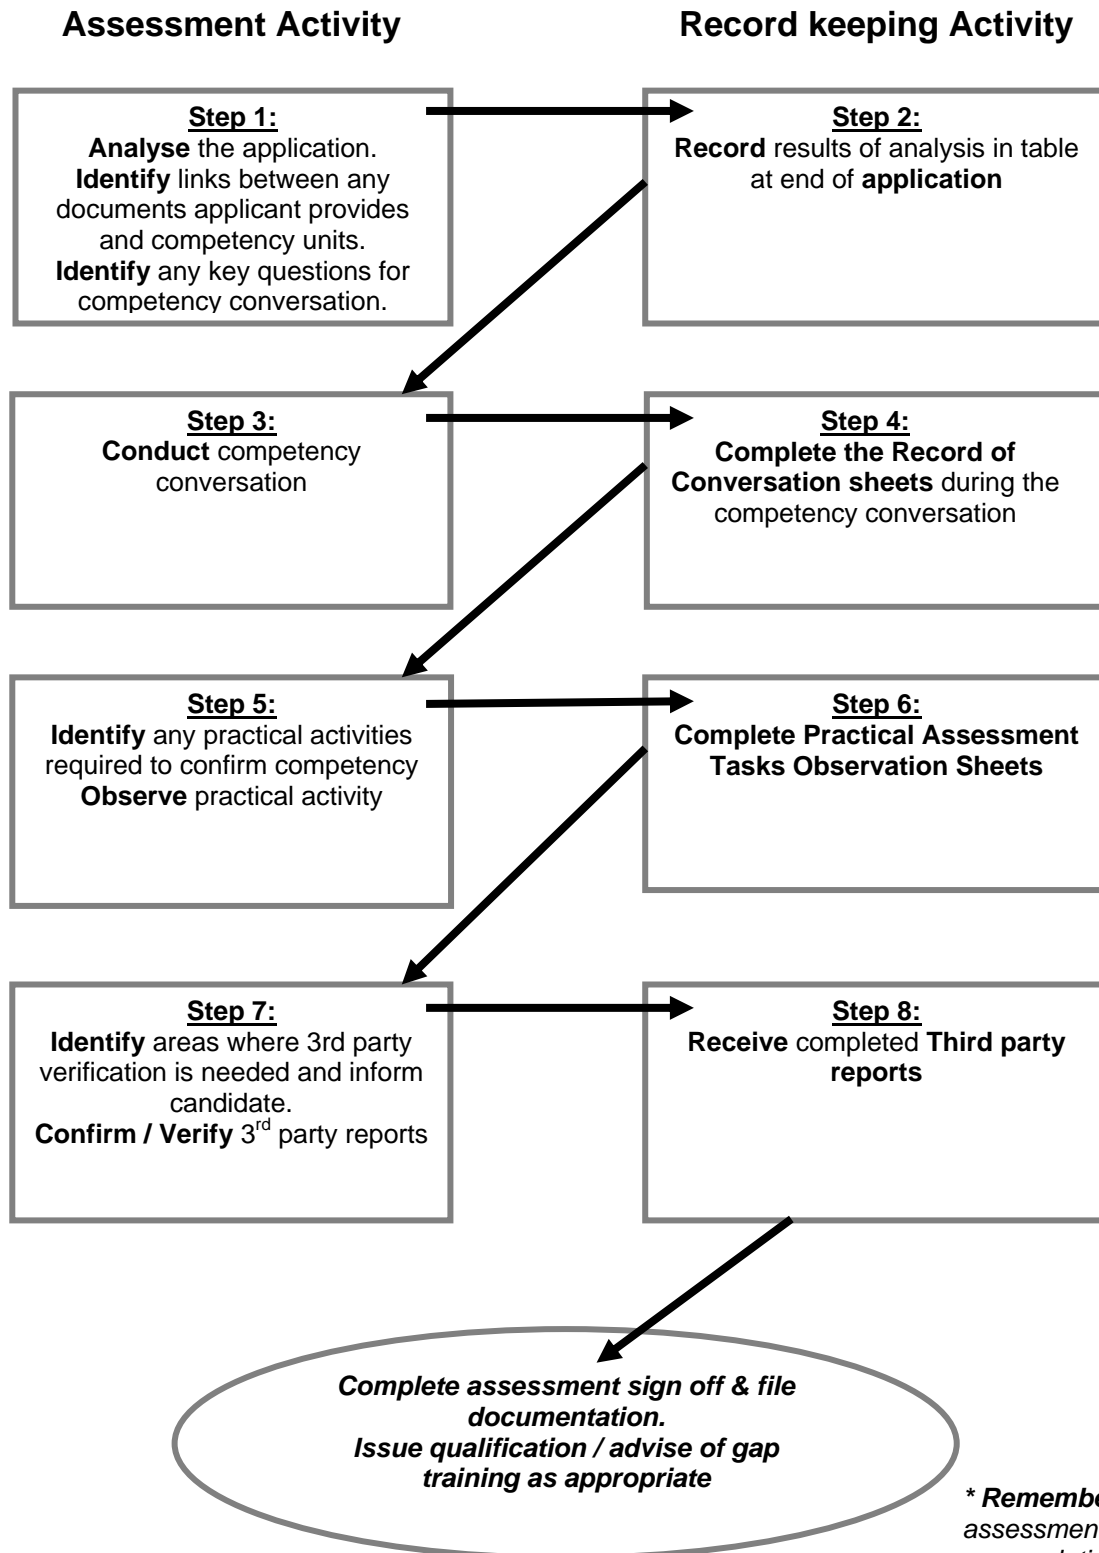 Assessment Activity
Record keeping Activity
Step 1:
Analyse the application.
Identify links between any
documents applicant provides
and competency units.
Identify any key questions for
competency conversation.
Step 2:
Record results of analysis in table
at end of application
Step 3:
Conduct competency
conversation
Step 4:
Complete the Record of
Conversation sheets during the
competency conversation
Step 5:
Identify any practical activities
required to confirm competency
Observe practical activity
Step 6:
Complete Practical Assessment
Tasks Observation Sheets
Step 7:
Identify areas where 3rd party
verification is needed and inform
candidate.
Confirm / Verify 3rd party reports
Step 8:
Receive completed Third party
reports
Complete assessment sign off & file
documentation.
Issue qualification / advise of gap
training as appropriate
* Remembe
assessmen